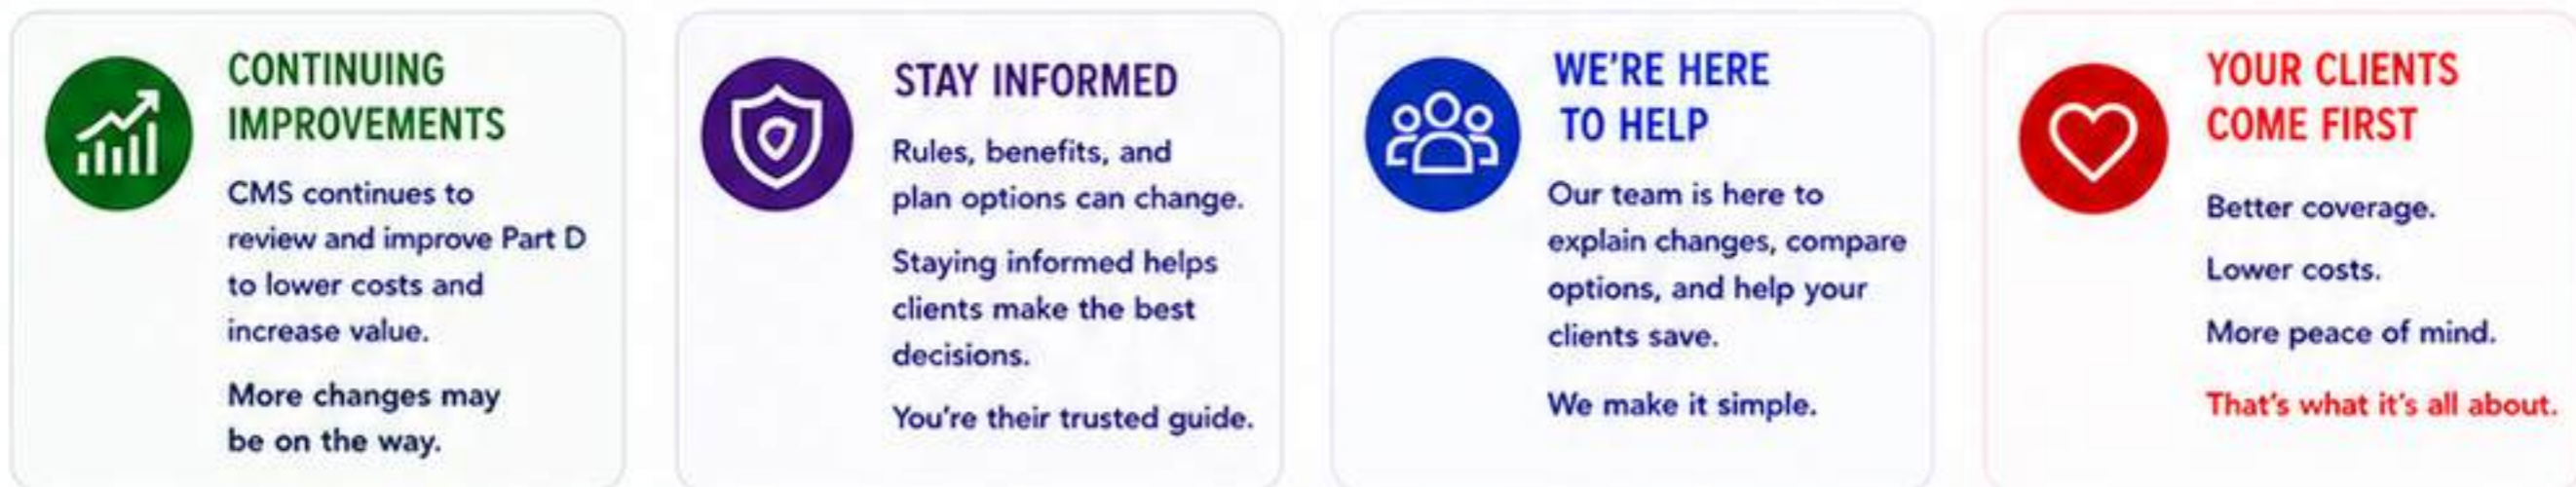 CONTINUING
IMPROVEMENTS
CMS continues to
review and improve Part D
to lower costs and
increase value.
More changes may
be on the way.
STAY INFORMED
Rules, benefits, and
plan options can change.
Staying informed helps
clients make the best
decisions.
You're their trusted guide.
WE'RE HERE
TO HELP
Our team is here to
explain changes, compare
options, and help your
clients save.
We make it simple.
YOUR CLIENTS
COME FIRST
Better coverage.
Lower costs.
More peace of mind.
That's what it's all about.